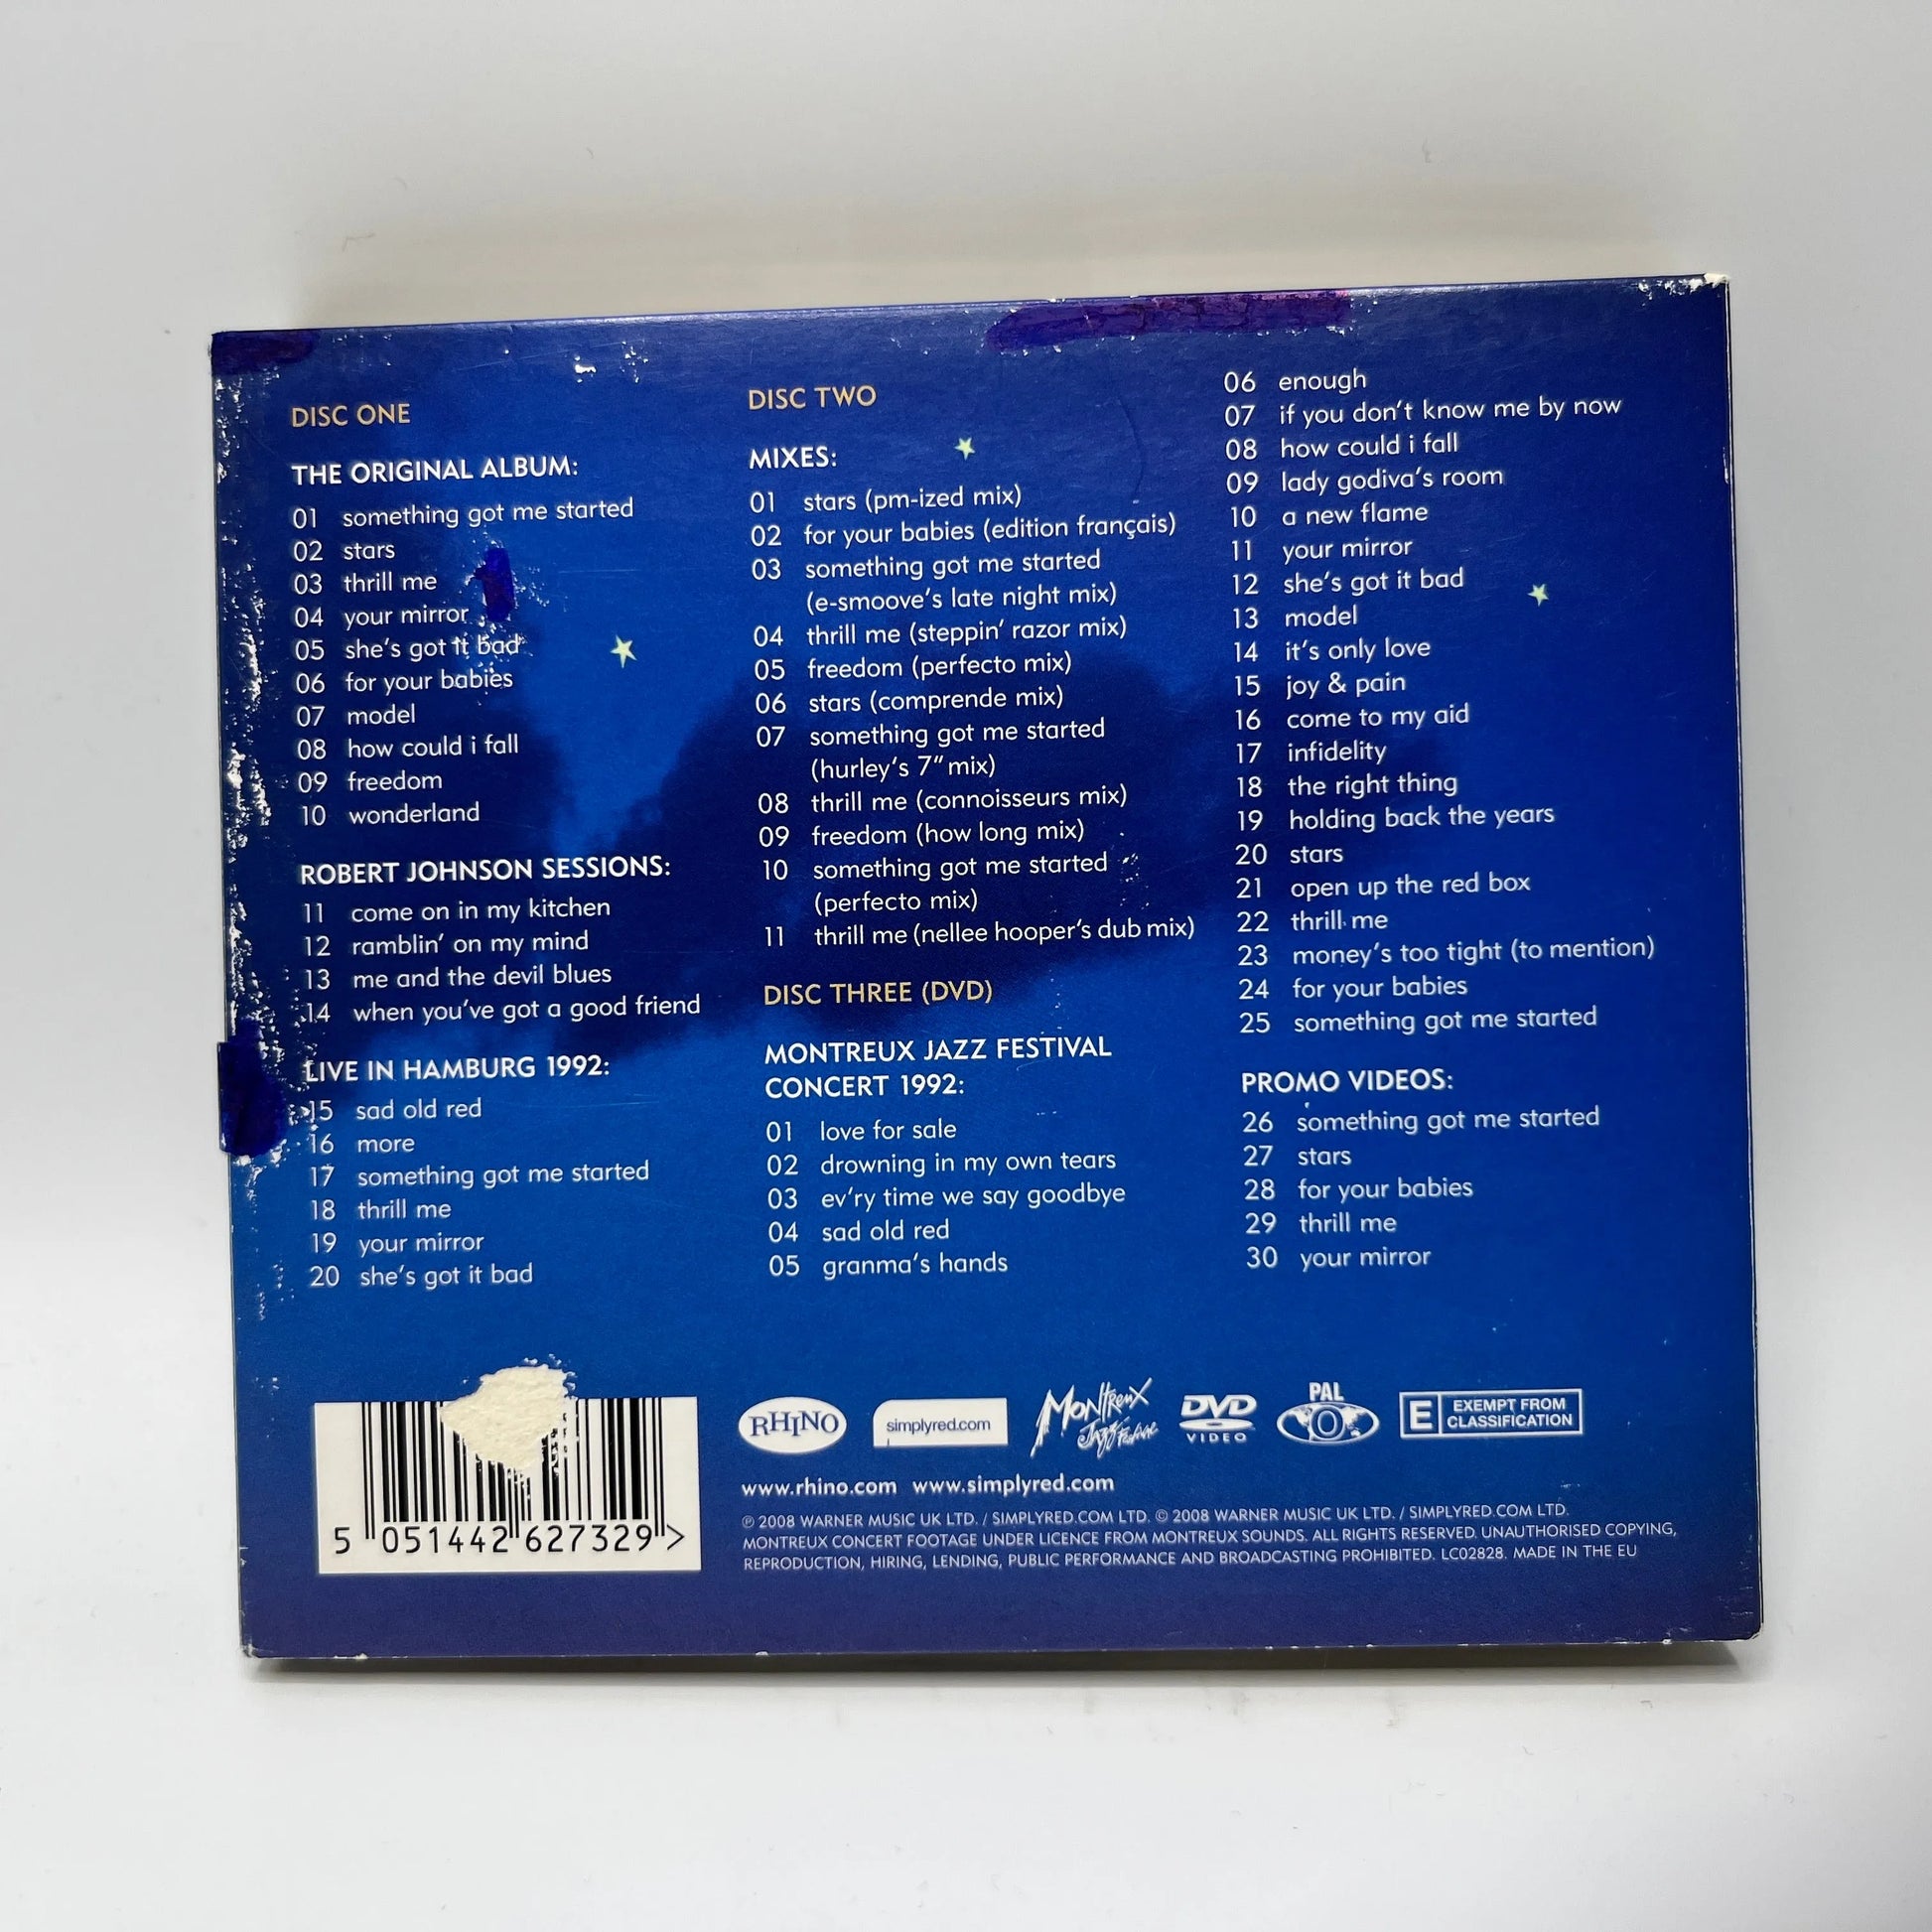 DISC ONE
THE ORIGINAL ALBUM:
01 something got me started
02 stars
03 thrill me
04 your mirror
05 she's got it bad
06 for your babies
07 model
08 how could i fall
09 freedom
10 wonderland
ROBERT JOHNSON SESSIONS:
11 come on in my kitchen
12 ramblin' on my mind
13 me and the devil blues
14 when you've got a good friend
LIVE IN HAMBURG 1992:
15 sad old red
16 more
17 something got me started
18 thrill me
19 your mirror
20 she's got it bad
DISC TWO
MIXES:
01 stars (pm-ized mix)
02 for your babies (edition français)
03 something got me started
(e-smoove's late night mix)
04 thrill me (steppin' razor mix)
05 freedom (perfecto mix)
06 stars (comprende mix)
07 something got me started
(hurley's 7" mix)
08 thrill me (connoisseurs mix)
09 freedom (how long mix)
10 something got me started
(perfecto mix)
11 thrill me (nellee hooper's dub mix)
DISC THREE (DVD)
MONTREUX JAZZ FESTIVAL
CONCERT 1992:
01 love for sale
02 drowning in my own tears
03 ev'ry time we say goodbye
04 sad old red
05 granma's hands
06 enough
07 if you don't know me by now
08 how could i fall
09 lady godiva's room
10 a new flame
11 your mirror
12 she's got it bad
13 model
14 it's only love
15 joy & pain
16 come to my aid
17 infidelity
18 the right thing
19 holding back the years
20 stars
21 open up the red box
22 thrill me
23 money's too tight (to mention)
24 for your babies
25 something got me started
PROMO VIDEOS:
26 something got me started
27 stars
28 for your babies
29 thrill me
30 your mirror
5 051442 627329 >
RHINO
simplyred.com
MONTREUX
Jazz Festival
DVD
VIDEO
PAL
0
E EXEMPT FROM
CLASSIFICATION
www.rhino.com www.simplyred.com
℗ 2008 WARNER MUSIC UK LTD. / SIMPLYRED.COM LTD. © 2008 WARNER MUSIC UK LTD. / SIMPLYRED.COM LTD.
MONTREUX CONCERT FOOTAGE UNDER LICENCE FROM MONTREUX SOUNDS. ALL RIGHTS RESERVED. UNAUTHORISED COPYING,
REPRODUCTION, HIRING, LENDING, PUBLIC PERFORMANCE AND BROADCASTING PROHIBITED. LC02828. MADE IN THE EU